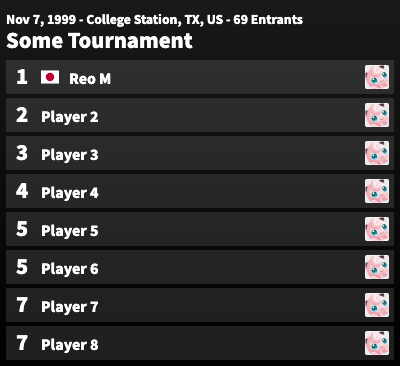 Nov 7, 1999 - College Station, TX, US - 69 Entrants
Some Tournament
1 Reo M
2 Player 2
3 Player 3
4 Player 4
5 Player 5
5 Player 6
7 Player 7
7 Player 8